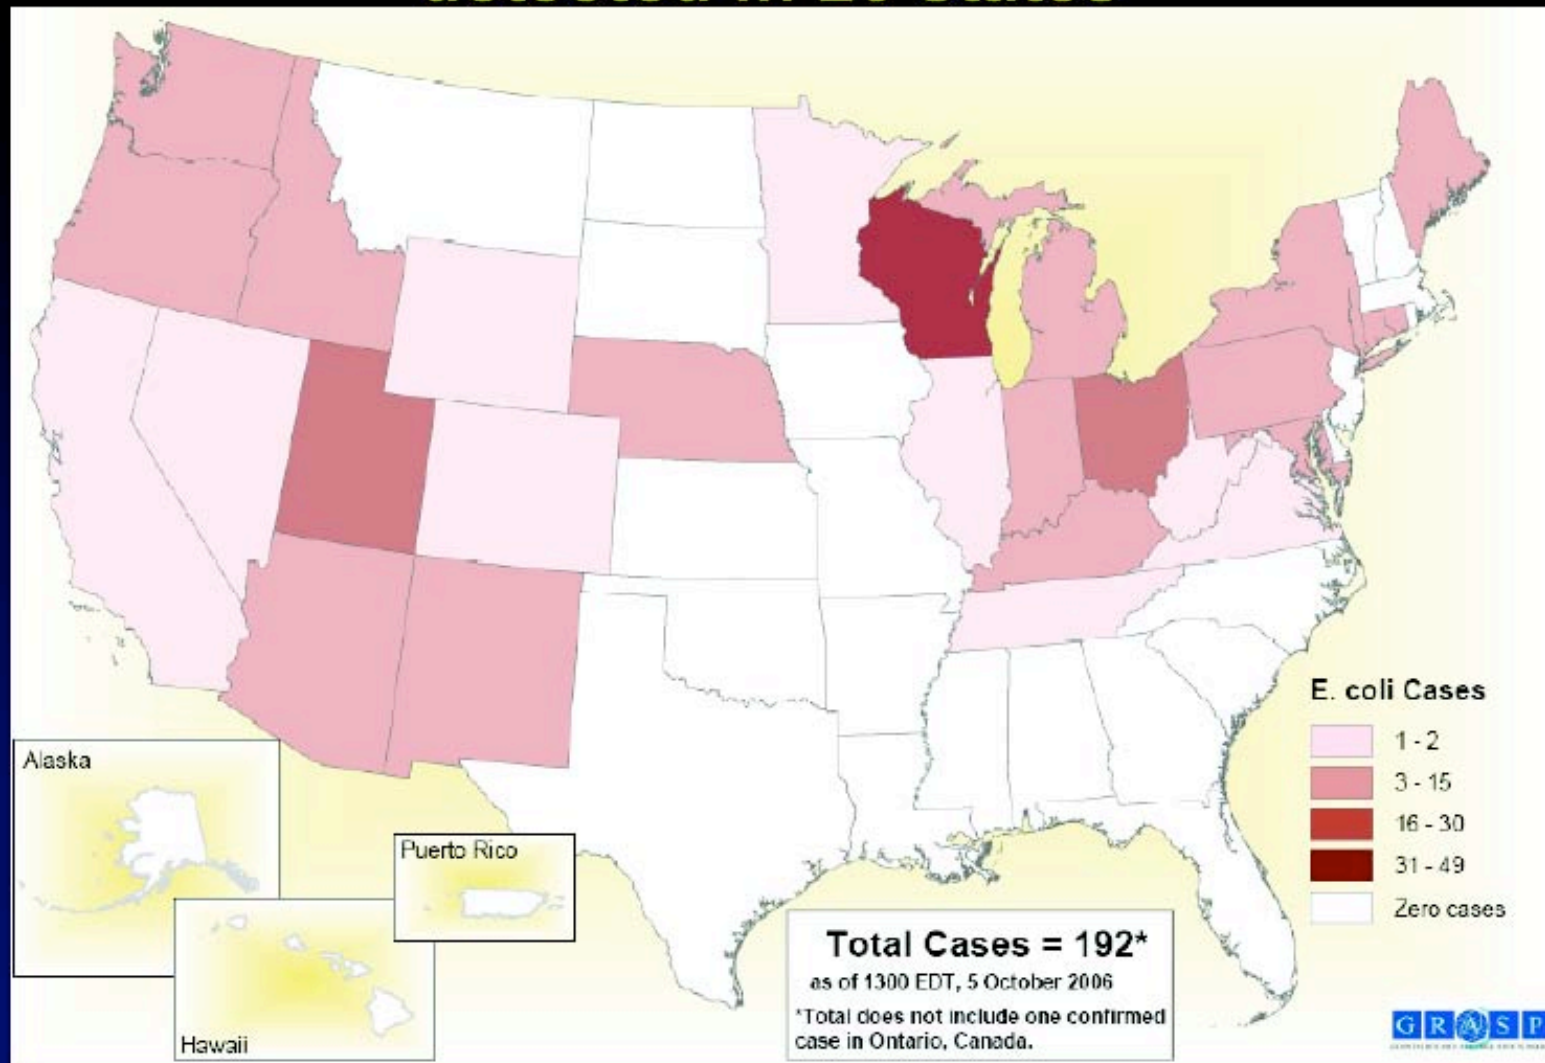 E. coli Cases
1 - 2
3 - 15
16 - 30
31 - 49
Zero cases
Alaska
Puerto Rico
Hawaii
Total Cases = 192*
as of 1300 EDT, 5 October 2006
*Total does not include one confirmed
case in Ontario, Canada.
GRASP